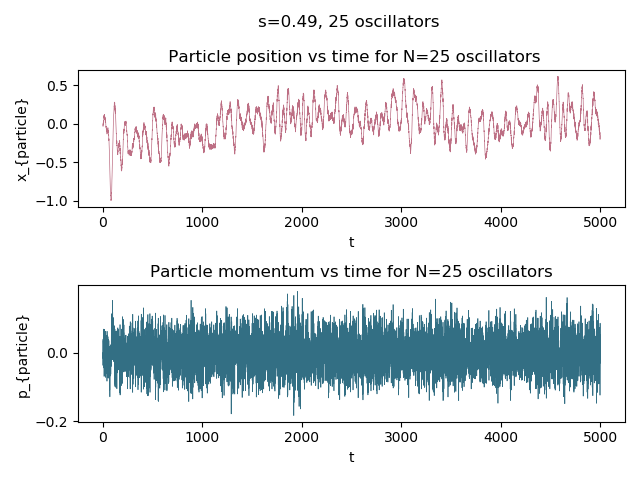 s=0.49, 25 oscillators
Particle position vs time for N=25 oscillators
x_{particle}
0.5
0.0
−0.5
−1.0
0 1000 2000 3000 4000 5000
t
Particle momentum vs time for N=25 oscillators
p_{particle}
0.0
−0.2
0 1000 2000 3000 4000 5000
t